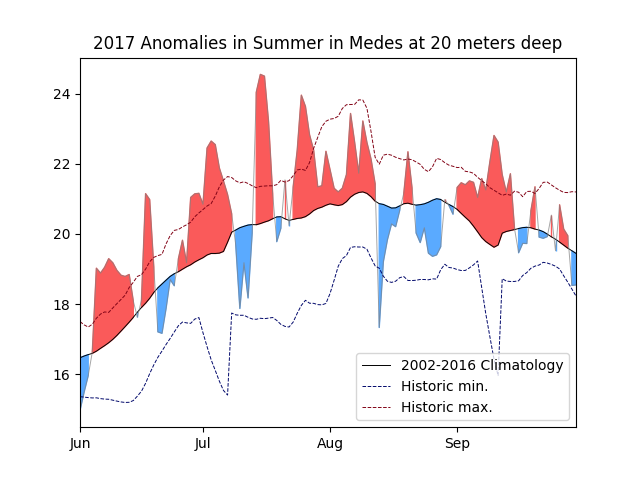 2017 Anomalies in Summer in Medes at 20 meters deep
24
22
20
18
16
Jun Jul Aug Sep
2002-2016 Climatology
Historic min.
Historic max.